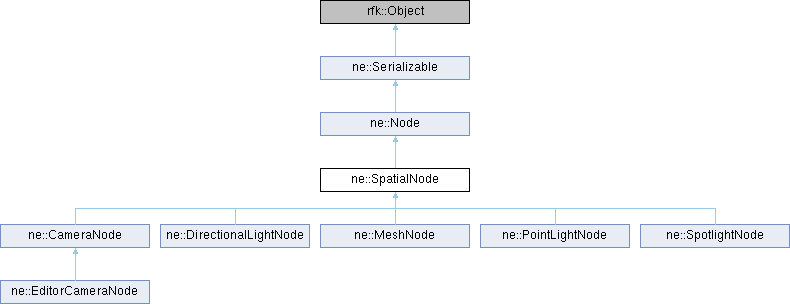 rfk::Object
ne::Serializable
ne::Node
ne::SpatialNode
ne::CameraNode
ne::DirectionalLightNode
ne::MeshNode
ne::PointLightNode
ne::SpotlightNode
ne::EditorCameraNode